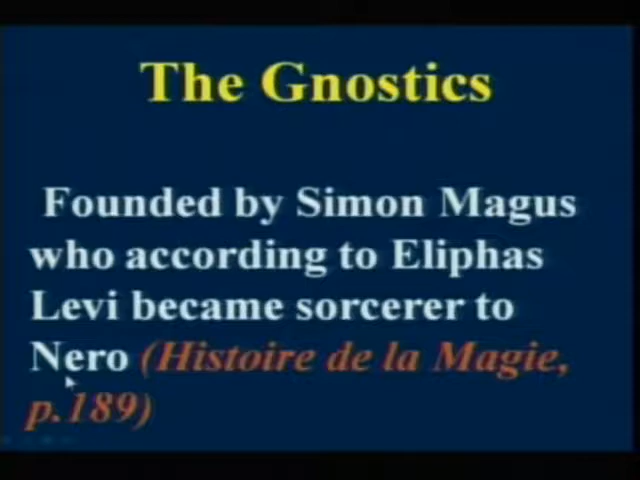 The Gnostics
Founded by Simon Magus
who according to Eliphas
Levi became sorcerer to
Nero (Histoire de la Magie,
p.189)